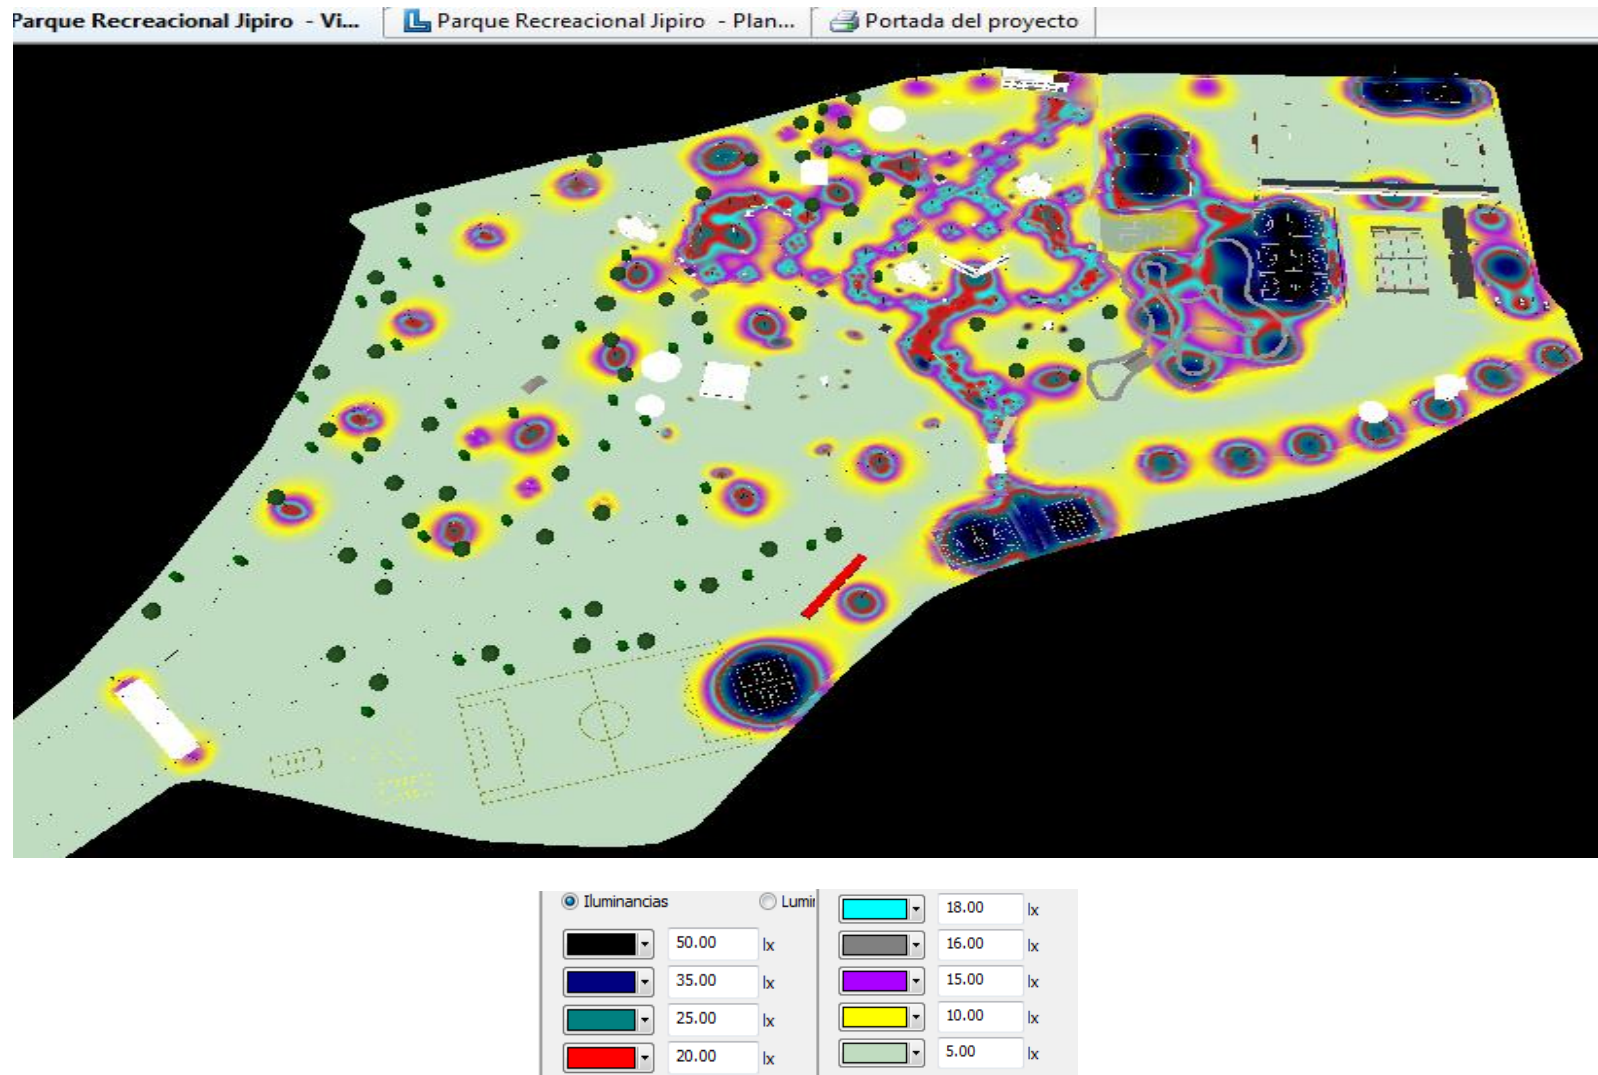 Parque Recreacional Jipiro - Vi...
Parque Recreacional Jipiro - Plan...
Portada del proyecto
Iluminancias
Lumin
50.00 lx
35.00 lx
25.00 lx
20.00 lx
18.00 lx
16.00 lx
15.00 lx
10.00 lx
5.00 lx